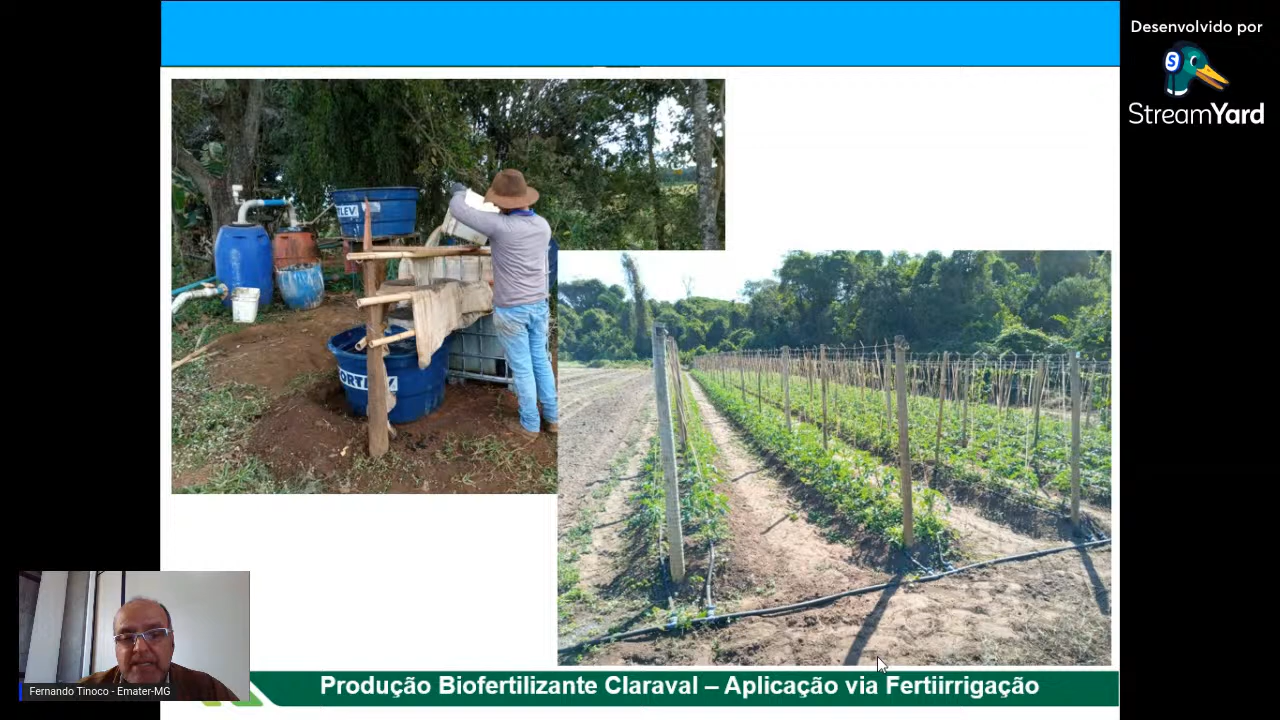 Desenvolvido por
StreamYard
Fernando Tinoco - Emater-MG
Produção Biofertilizante Claraval – Aplicação via Fertiirrigação